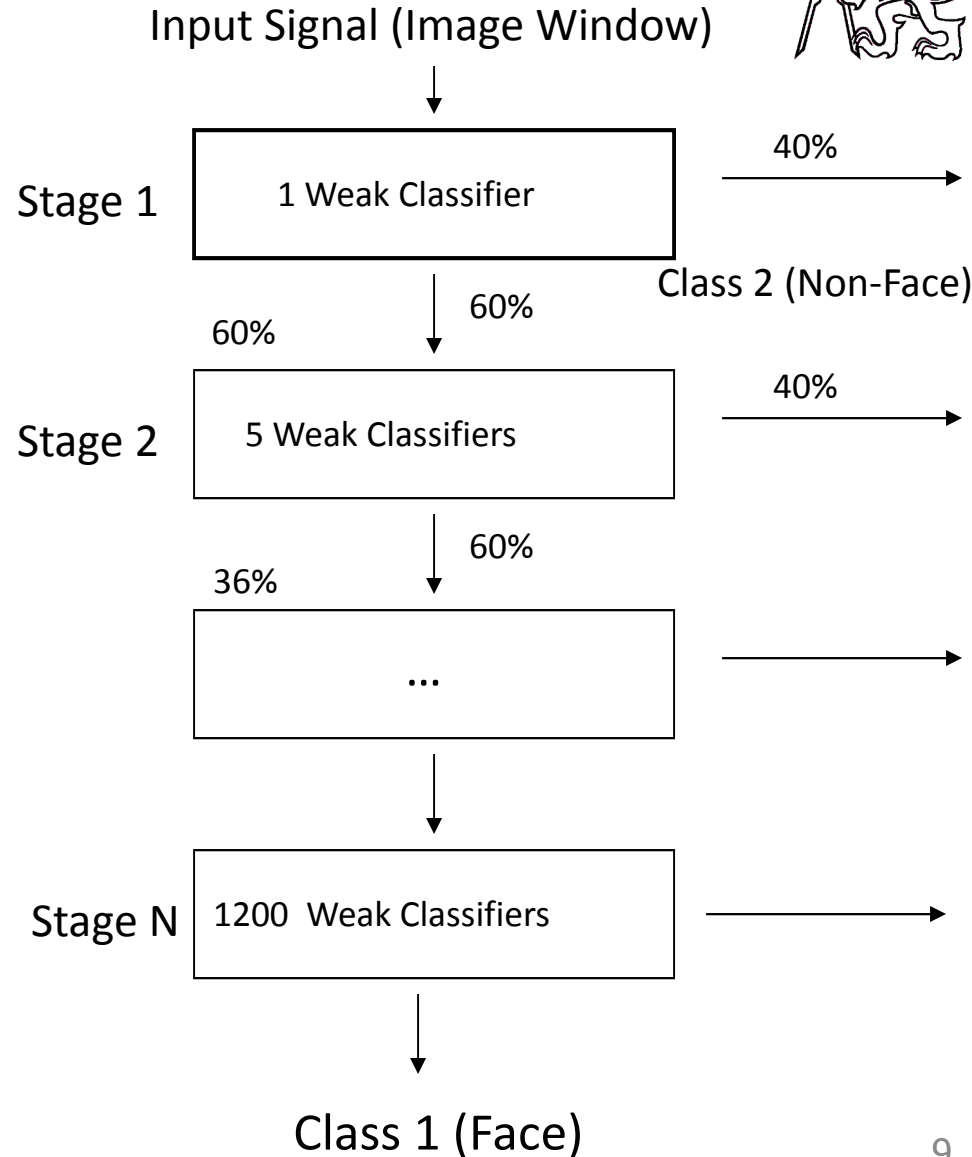 Input Signal (Image Window)
Stage 1
1 Weak Classifier
40%
Class 2 (Non-Face)
60%
60%
Stage 2
5 Weak Classifiers
40%
60%
36%
...
Stage N
1200 Weak Classifiers
Class 1 (Face)
9